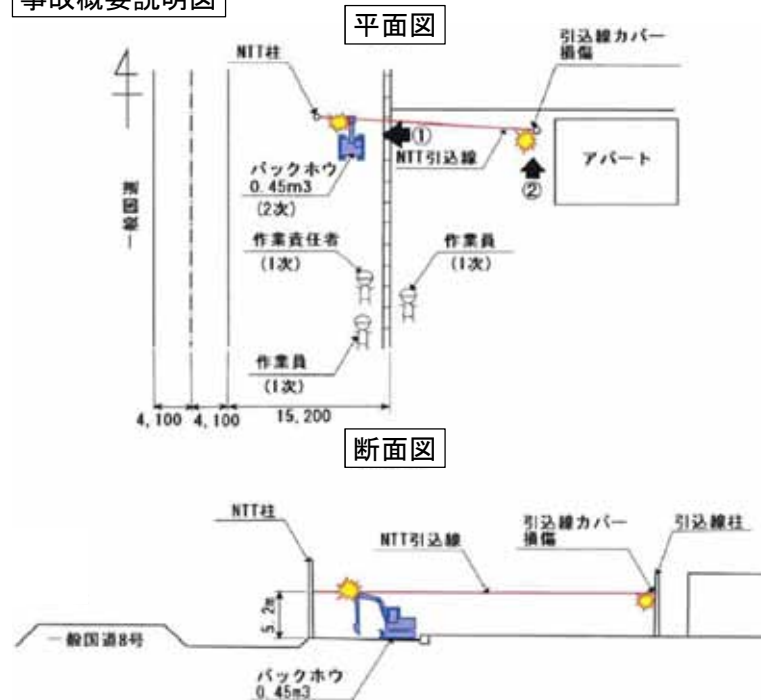 事故概要説明図
平面図
NTT柱
引込線カバー
損傷
①
NTT引込線
②
アパート
バックホウ
0.45m3
(2次)
一般国道
作業責任者
(1次)
作業員
(1次)
作業員
(1次)
4,100
4,100
15,200
断面図
NTT柱
NTT引込線
引込線カバー
損傷
引込線柱
5.2m
一般国道8号
バックホウ
0.45m3